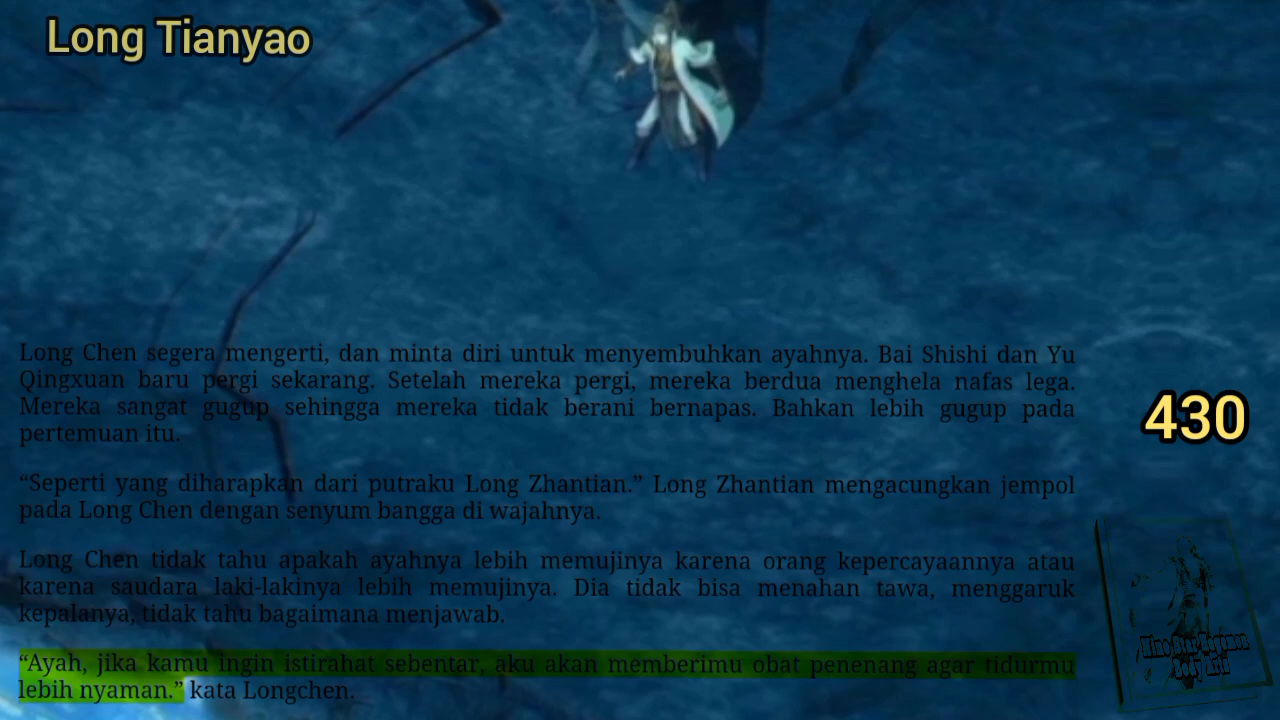 Long Tianyao
Long Chen segera mengerti, dan minta diri untuk menyembuhkan ayahnya. Bai Shishi dan Yu
Qingxuan baru pergi sekarang. Setelah mereka pergi, mereka berdua menghela nafas lega.
Mereka sangat gugup sehingga mereka tidak berani bernapas. Bahkan lebih gugup pada
pertemuan itu.
430
“Seperti yang diharapkan dari putraku Long Zhantian.” Long Zhantian mengacungkan jempol
pada Long Chen dengan senyum bangga di wajahnya.
Long Chen tidak tahu apakah ayahnya lebih memujinya karena orang kepercayaannya atau
karena saudara laki-lakinya lebih memujinya. Dia tidak bisa menahan tawa, menggaruk
kepalanya, tidak tahu bagaimana menjawab.
“Ayah, jika kamu ingin istirahat sebentar, aku akan memberimu obat penenang agar tidurmu
lebih nyaman.” kata Longchen.
Nine Star Hegemon
Body Arts